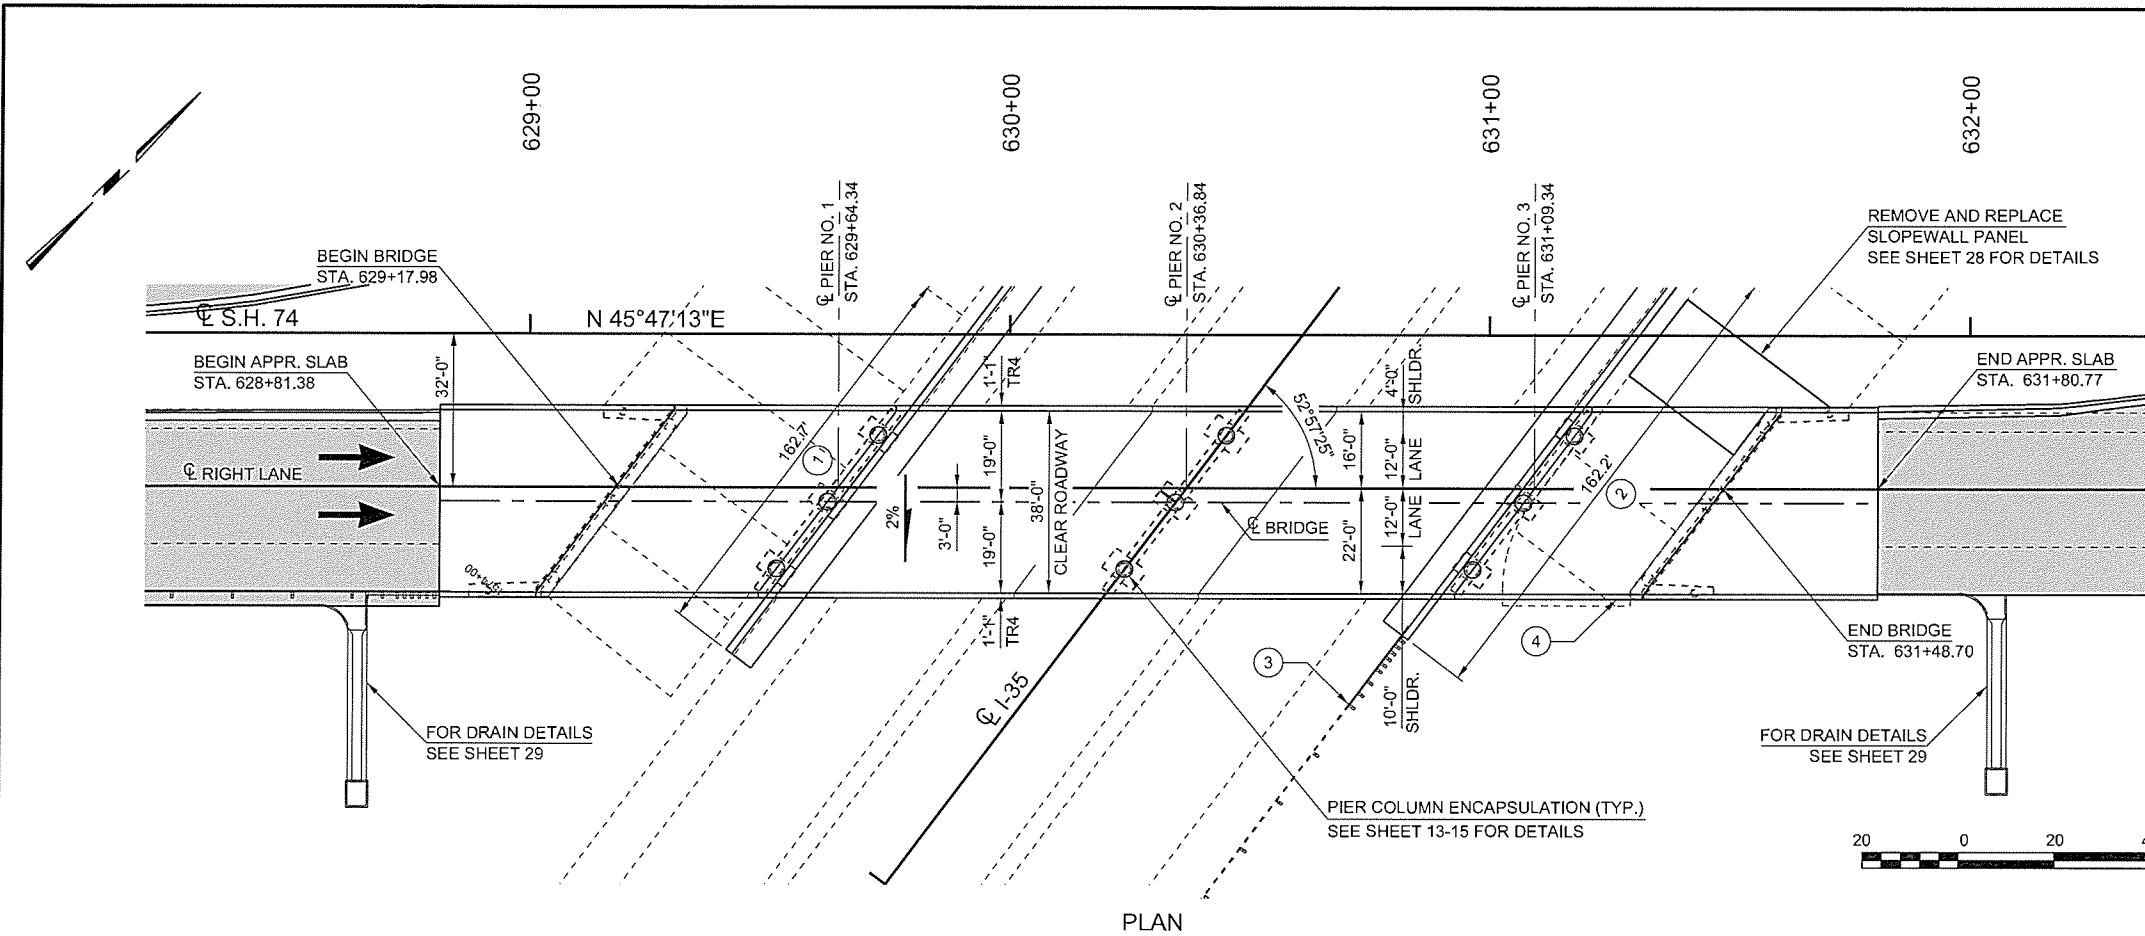 629+00
630+00
631+00
632+00
℄ PIER NO. 1
STA. 629+64.34
℄ PIER NO. 2
STA. 630+36.84
℄ PIER NO. 3
STA. 631+09.34
REMOVE AND REPLACE
SLOPEWALL PANEL
SEE SHEET 28 FOR DETAILS
BEGIN BRIDGE
STA. 629+17.98
℄ S.H. 74
N 45°47'13"E
BEGIN APPR. SLAB
STA. 628+81.38
32'-0"
1'-1"
TR4
4'-0"
SHLDR.
END APPR. SLAB
STA. 631+80.77
52°57'25"
162.7'
1
19'-0"
38'-0"
CLEAR ROADWAY
16'-0"
12'-0"
LANE
162.2'
2
℄ RIGHT LANE
2%
3'-0"
19'-0"
℄ BRIDGE
22'-0"
12'-0"
LANE
974+00
1'-1"
TR4
3
4
10'-0"
SHLDR.
END BRIDGE
STA. 631+48.70
℄ I-35
FOR DRAIN DETAILS
SEE SHEET 29
FOR DRAIN DETAILS
SEE SHEET 29
PIER COLUMN ENCAPSULATION (TYP.)
SEE SHEET 13-15 FOR DETAILS
20 0 20 4
PLAN